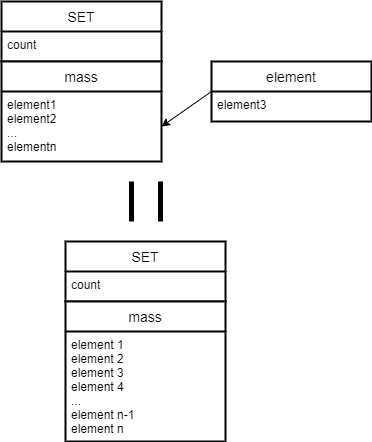 SET
count
mass
element1
element2
...
elementn
element
element3
SET
count
mass
element 1
element 2
element 3
element 4
...
element n-1
element n